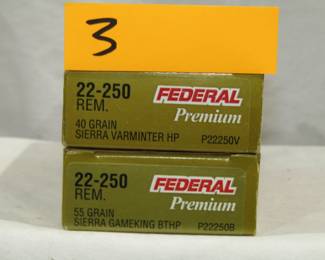 3
22-250
REM.
FEDERAL
Premium
40 GRAIN
SIERRA VARMINTER HP
P22250V
22-250
REM.
FEDERAL
Premium
55 GRAIN
SIERRA GAMEKING BTHP
P22250B